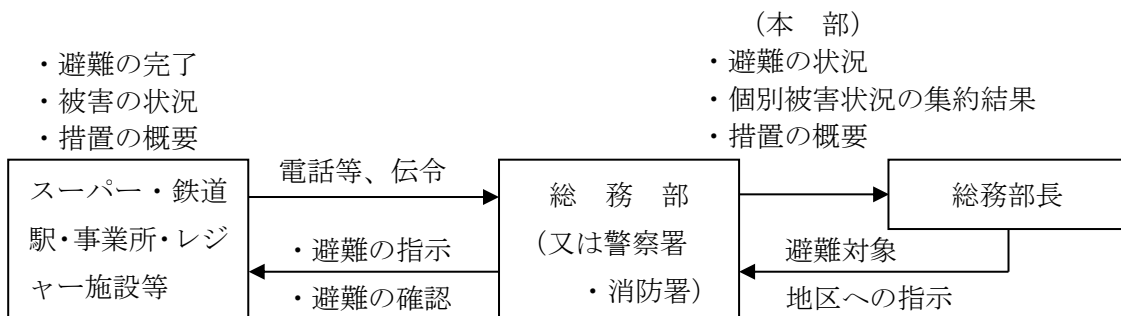 (本 部)
・避難の完了
・被害の状況
・措置の概要
・避難の状況
・個別被害状況の集約結果
・措置の概要
スーパー・鉄道
駅・事業所・レジ
ャー施設等
電話等、伝令
・避難の指示
・避難の確認
総 務 部
(又は警察署
・消防署)
総務部長
避難対象
地区への指示